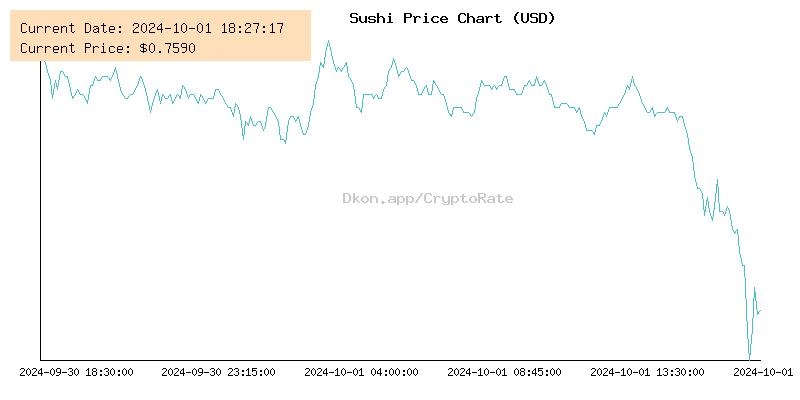 Sushi Price Chart (USD)
Current Date: 2024-10-01 18:27:17
Current Price: $0.7590
Dkon.app/CryptoRate
2024-09-30 18:30:00 2024-09-30 23:15:00 2024-10-01 04:00:00 2024-10-01 08:45:00 2024-10-01 13:30:00 2024-10-01